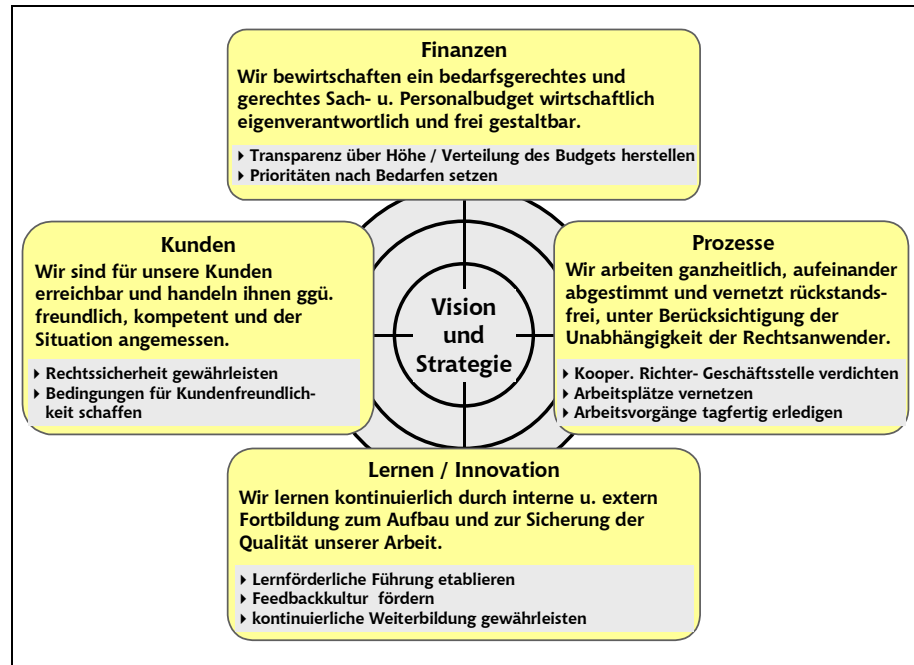 Finanzen
Wir bewirtschaften ein bedarfsgerechtes und
gerechtes Sach- u. Personalbudget wirtschaftlich
eigenverantwortlich und frei gestaltbar.
Transparenz über Höhe / Verteilung des Budgets herstellen
Prioritäten nach Bedarfen setzen
Kunden
Wir sind für unsere Kunden
erreichbar und handeln ihnen ggü.
freundlich, kompetent und der
Situation angemessen.
Rechtssicherheit gewährleisten
Bedingungen für Kundenfreundlich-
keit schaffen
Vision
und
Strategie
Prozesse
Wir arbeiten ganzheitlich, aufeinander
abgestimmt und vernetzt rückstands-
frei, unter Berücksichtigung der
Unabhängigkeit der Rechtsanwender.
Kooper. Richter- Geschäftsstelle verdichten
Arbeitsplätze vernetzen
Arbeitsvorgänge tagfertig erledigen
Lernen / Innovation
Wir lernen kontinuierlich durch interne u. extern
Fortbildung zum Aufbau und zur Sicherung der
Qualität unserer Arbeit.
Lernförderliche Führung etablieren
Feedbackkultur fördern
kontinuierliche Weiterbildung gewährleisten